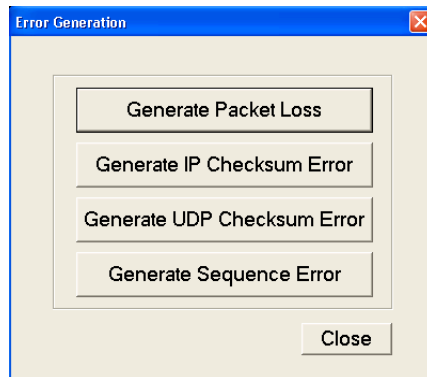 Error Generation
Generate Packet Loss
Generate IP Checksum Error
Generate UDP Checksum Error
Generate Sequence Error
Close